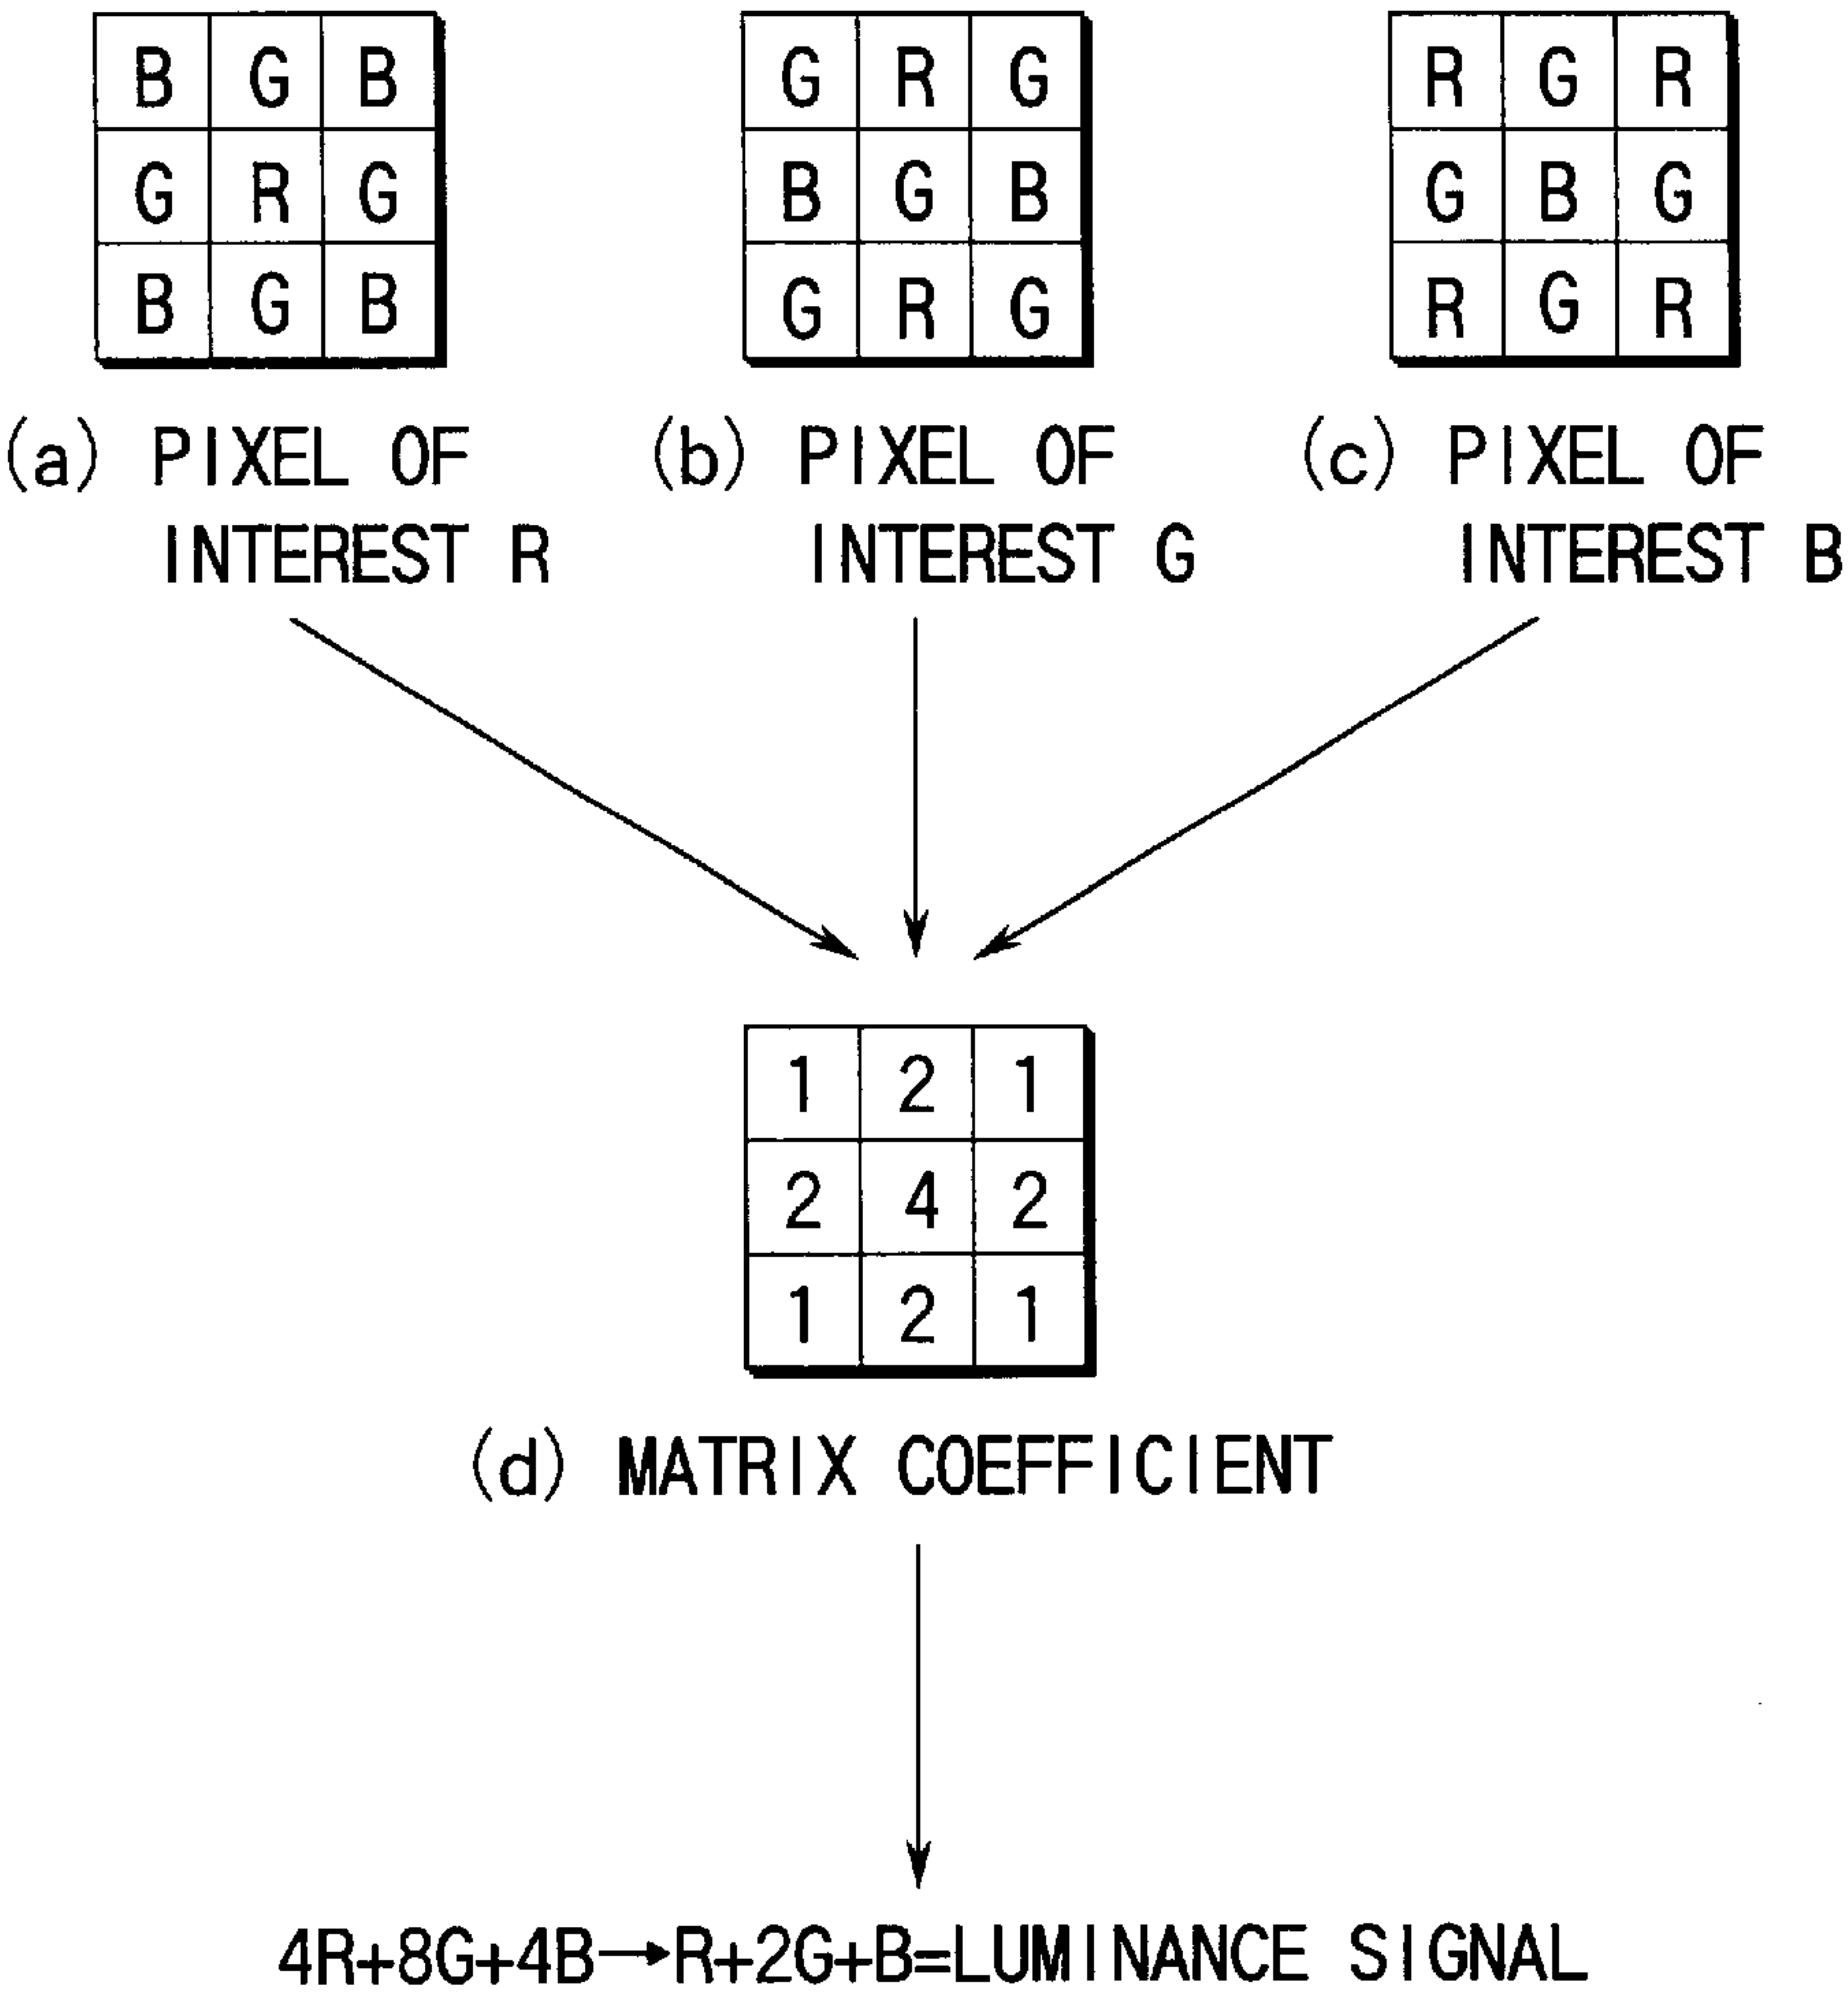 B G B
G R G
B G B
G R G
B G B
G R G
R G R
G B G
R G R
(a) PIXEL OF
INTEREST R
(b) PIXEL OF
INTEREST G
(c) PIXEL OF
INTEREST B
1 2 1
2 4 2
1 2 1
(d) MATRIX COEFFICIENT
4R+8G+4B→R+2G+B=LUMINANCE SIGNAL